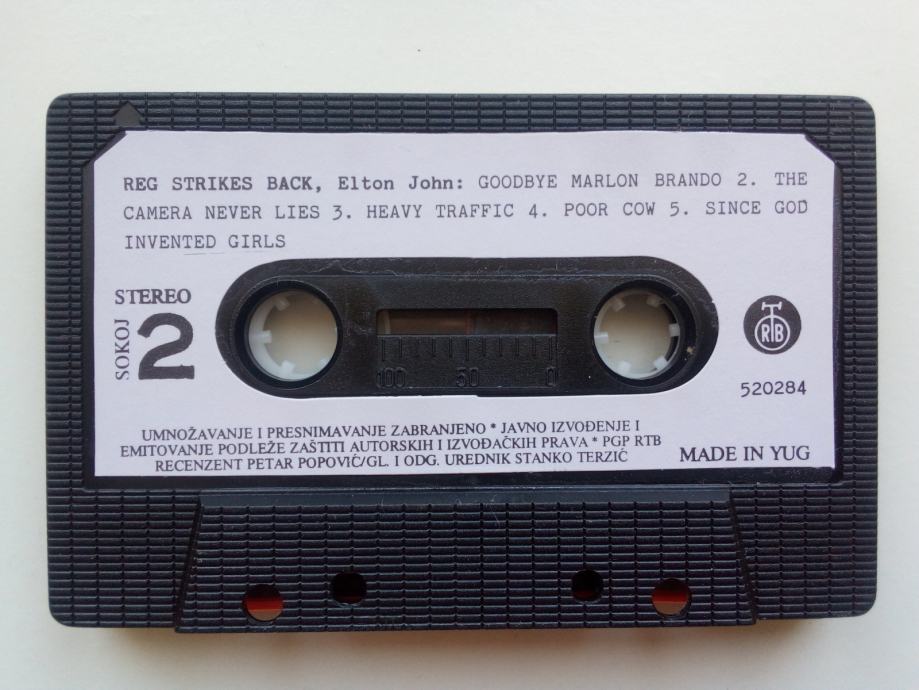 REG STRIKES BACK, Elton John: GOODBYE MARLON BRANDO 2. THE
CAMERA NEVER LIES 3. HEAVY TRAFFIC 4. POOR COW 5. SINCE GOD
INVENTED GIRLS
STEREO
SOKOJ
2
100 50 0
RTB
520284
UMNOŽAVANJE I PRESNIMAVANJE ZABRANJENO * JAVNO IZVOĐENJE I
EMITOVANJE PODLEŽE ZAŠTITI AUTORSKIH I IZVOĐAČKIH PRAVA * PGP RTB
RECENZENT PETAR POPOVIĆ/GL. I ODG. UREDNIK STANKO TERZIĆ
MADE IN YUG